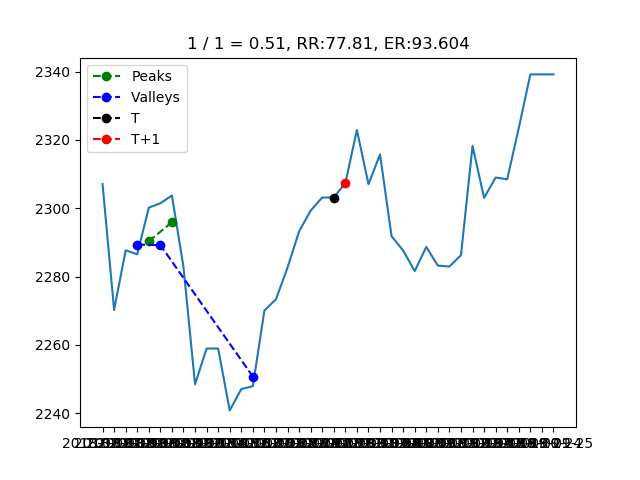 1 / 1 = 0.51, RR:77.81, ER:93.604
Peaks
Valleys
T
T+1
2340
2320
2300
2280
2260
2240